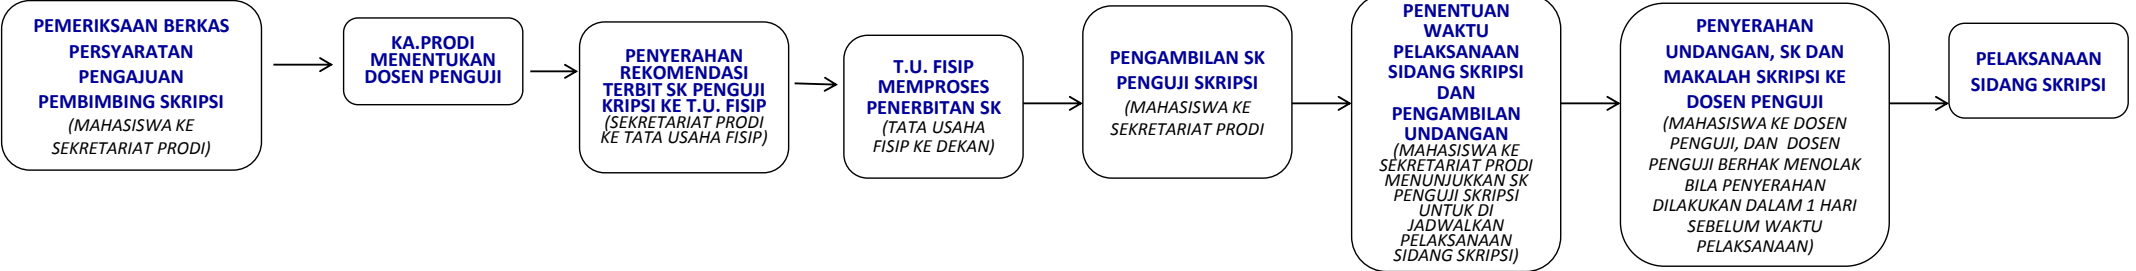 PEMERIKSAAN BERKAS
PERSYARATAN
PENGAJUAN
PEMBIMBING SKRIPSI
(MAHASISWA KE
SEKRETARIAT PRODI)
KA.PRODI
MENENTUKAN
DOSEN PENGUJI
PENYERAHAN
REKOMENDASI
TERBIT SK PENGUJI
KRIPSI KE T.U. FISIP
(SEKRETARIAT PRODI
KE TATA USAHA FISIP)
T.U. FISIP
MEMPROSES
PENERBITAN SK
(TATA USAHA
FISIP KE DEKAN)
PENGAMBILAN SK
PENGUJI SKRIPSI
(MAHASISWA KE
SEKRETARIAT PRODI
PENENTUAN
WAKTU
PELAKSANAAN
SIDANG SKRIPSI
DAN
PENGAMBILAN
UNDANGAN
(MAHASISWA KE
SEKRETARIAT PRODI
MENUNJUKKAN SK
PENGUJI SKRIPSI
UNTUK DI
JADWALKAN
PELAKSANAAN
SIDANG SKRIPSI)
PENYERAHAN
UNDANGAN, SK DAN
MAKALAH SKRIPSI KE
DOSEN PENGUJI
(MAHASISWA KE DOSEN
PENGUJI, DAN DOSEN
PENGUJI BERHAK MENOLAK
BILA PENYERAHAN
DILAKUKAN DALAM 1 HARI
SEBELUM WAKTU
PELAKSANAAN)
PELAKSANAAN
SIDANG SKRIPSI